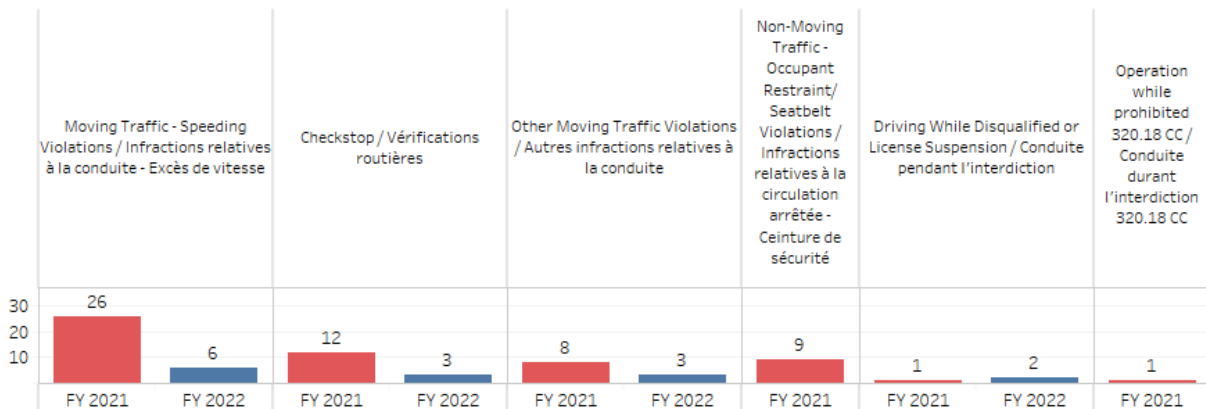 Moving Traffic - Speeding
Violations / Infractions relatives
à la conduite - Excès de vitesse
Checkstop / Vérifications
routières
Other Moving Traffic Violations
/ Autres infractions relatives à
la conduite
Non-Moving
Traffic -
Occupant
Restraint/
Seatbelt
Violations /
Infractions
relatives à la
circulation
arrêtée -
Ceinture de
sécurité
Driving While Disqualified or
License Suspension / Conduite
pendant l'interdiction
Operation
while
prohibited
320.18 CC /
Conduite
durant
l'interdiction
320.18 CC
30
20
10
26
6
12
3
8
3
9
1
2
1
FY 2021
FY 2022
FY 2021
FY 2022
FY 2021
FY 2022
FY 2021
FY 2021
FY 2022
FY 2021